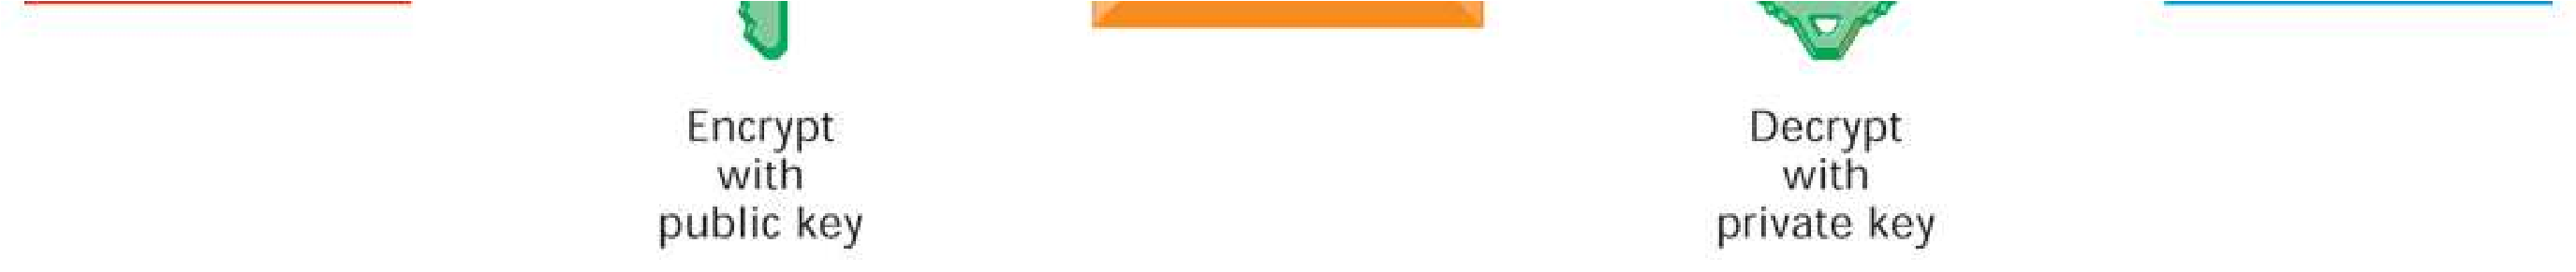 Encrypt
with
public key
Decrypt
with
private key